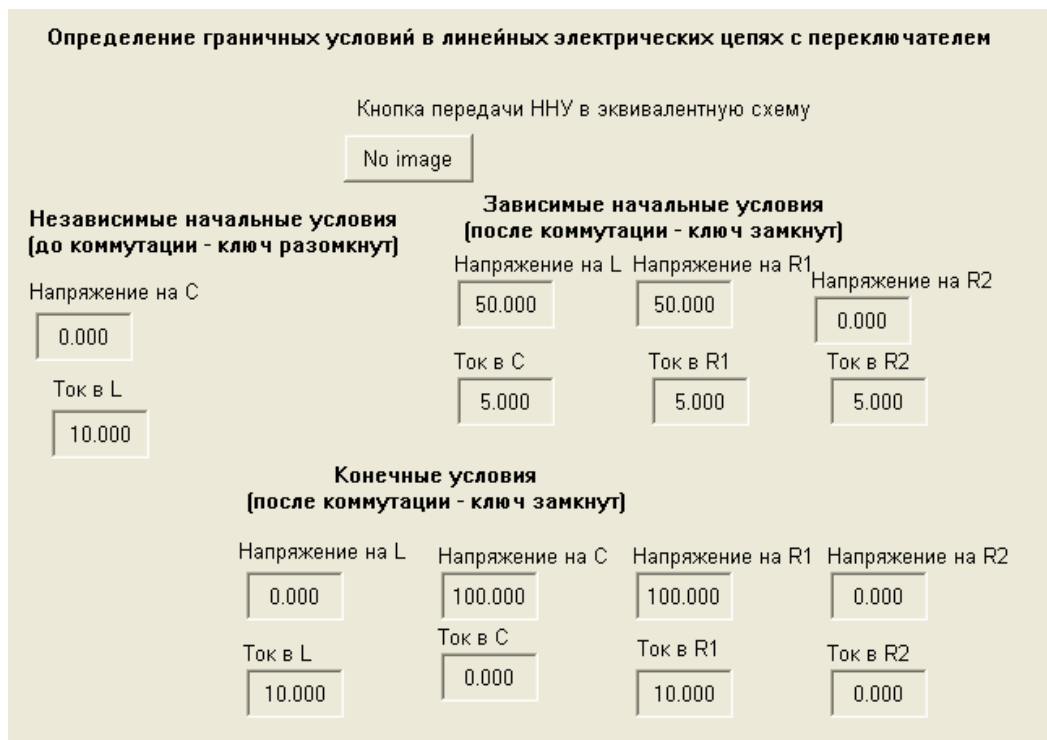 Определение граничных условий в линейных электрических цепях с переключателем
Кнопка передачи ННУ в эквивалентную схему
No image
Независимые начальные условия
(до коммутации - ключ разомкнут)
Напряжение на C
0.000
Ток в L
10.000
Зависимые начальные условия
(после коммутации - ключ замкнут)
Напряжение на L
Напряжение на R1
Напряжение на R2
50.000
50.000
0.000
Ток в C
Ток в R1
Ток в R2
5.000
5.000
5.000
Конечные условия
(после коммутации - ключ замкнут)
Напряжение на L
Напряжение на C
Напряжение на R1
Напряжение на R2
0.000
100.000
100.000
0.000
Ток в L
Ток в C
Ток в R1
Ток в R2
10.000
0.000
10.000
0.000